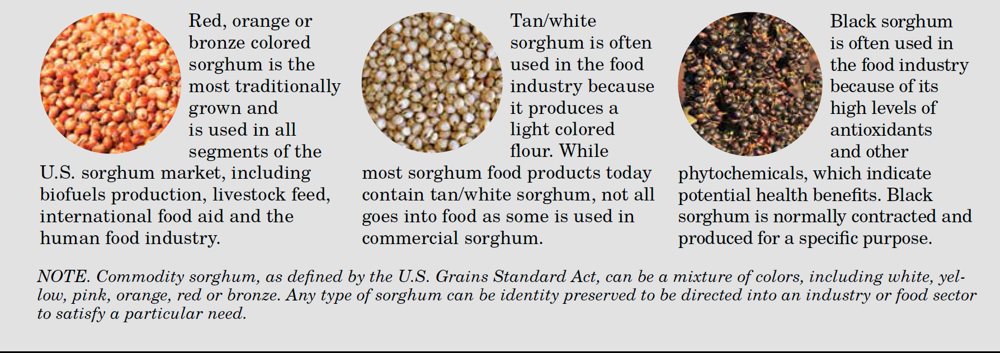 Red, orange or
bronze colored
sorghum is the
most traditionally
grown and
is used in all
segments of the
U.S. sorghum market, including
biofuels production, livestock feed,
international food aid and the
human food industry.
Tan/white
sorghum is often
used in the food
industry because
it produces a
light colored
flour. While
most sorghum food products today
contain tan/white sorghum, not all
goes into food as some is used in
commercial sorghum.
Black sorghum
is often used in
the food industry
because of its
high levels of
antioxidants
and other
phytochemicals, which indicate
potential health benefits. Black
sorghum is normally contracted and
produced for a specific purpose.
NOTE. Commodity sorghum, as defined by the U.S. Grains Standard Act, can be a mixture of colors, including white, yel-
low, pink, orange, red or bronze. Any type of sorghum can be identity preserved to be directed into an industry or food sector
to satisfy a particular need.